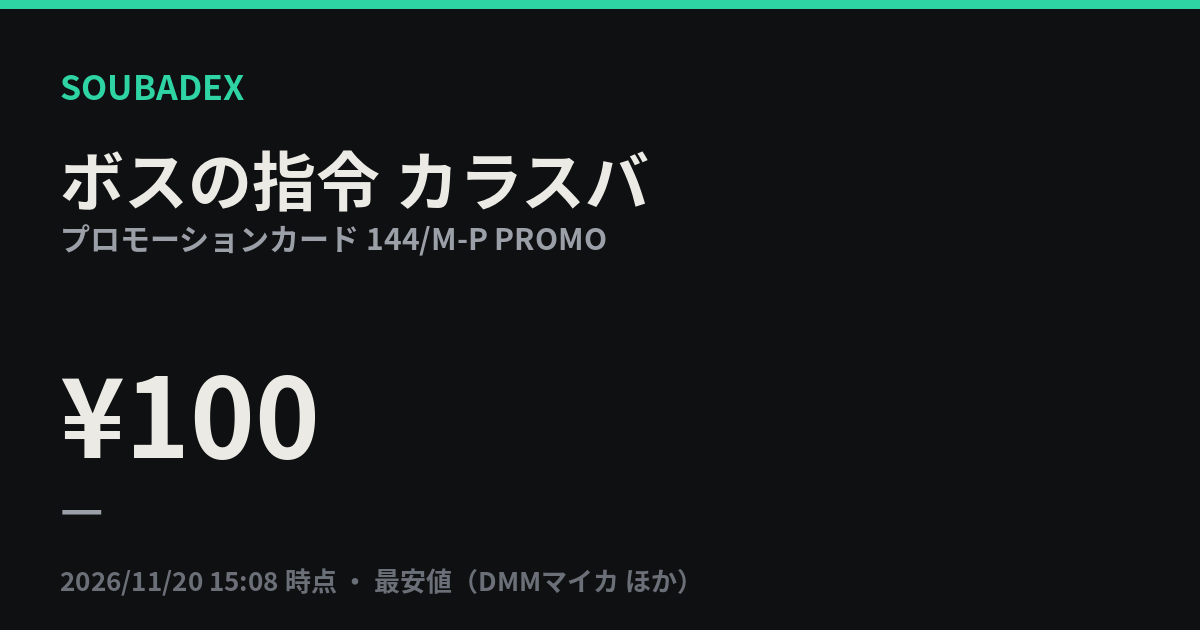 SOUBADEX
ボスの指令 カラスバ
プロモーションカード 144/M-P PROMO
¥100
—
2026/11/20 15:08 時点 ・ 最安値（DMMマイカ ほか）